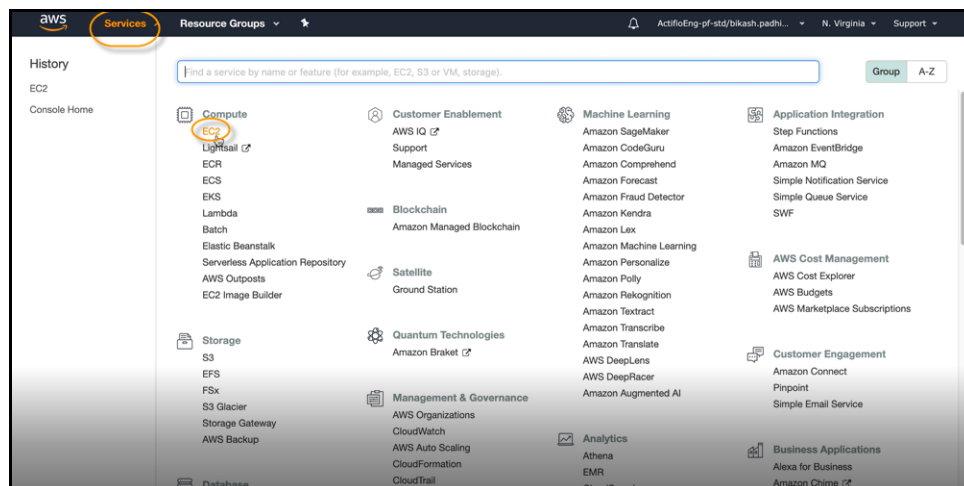 aws
Services
Resource Groups
ActifioEng-pf-std/bikash.padhi...
N. Virginia
Support
History
EC2
Console Home
Find a service by name or feature (for example, EC2, S3 or VM, storage).
Group
A-Z
Compute
EC2
Lightsail
ECR
ECS
EKS
Lambda
Batch
Elastic Beanstalk
Serverless Application Repository
AWS Outposts
EC2 Image Builder
Storage
S3
EFS
FSx
S3 Glacier
Storage Gateway
AWS Backup
Database
Customer Enablement
AWS IQ
Support
Managed Services
Blockchain
Amazon Managed Blockchain
Satellite
Ground Station
Quantum Technologies
Amazon Braket
Management & Governance
AWS Organizations
CloudWatch
AWS Auto Scaling
CloudFormation
CloudTrail
Machine Learning
Amazon SageMaker
Amazon CodeGuru
Amazon Comprehend
Amazon Forecast
Amazon Fraud Detector
Amazon Kendra
Amazon Lex
Amazon Machine Learning
Amazon Personalize
Amazon Polly
Amazon Rekognition
Amazon Textract
Amazon Transcribe
Amazon Translate
AWS DeepLens
AWS DeepRacer
Amazon Augmented AI
Analytics
Athena
EMR
Application Integration
Step Functions
Amazon EventBridge
Amazon MQ
Simple Notification Service
Simple Queue Service
SWF
AWS Cost Management
AWS Cost Explorer
AWS Budgets
AWS Marketplace Subscriptions
Customer Engagement
Amazon Connect
Pinpoint
Simple Email Service
Business Applications
Alexa for Business
Amazon Chime